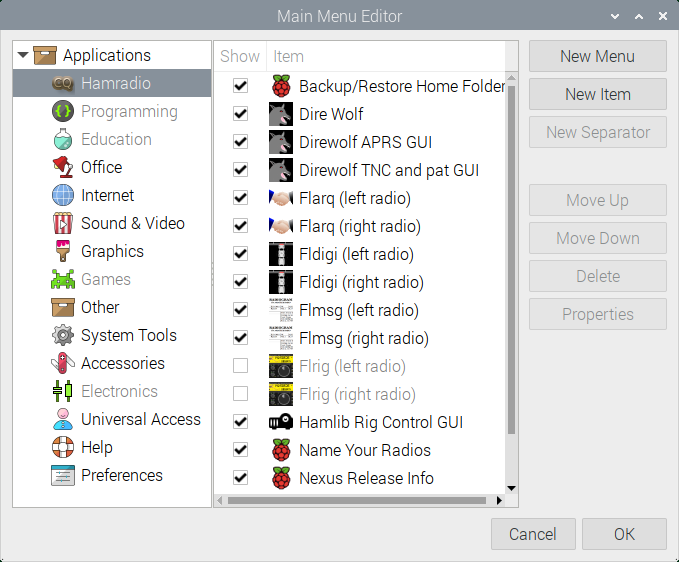 Main Menu Editor
Applications
Hamradio
Programming
Education
Office
Internet
Sound & Video
Graphics
Games
Other
System Tools
Accessories
Electronics
Universal Access
Help
Preferences
Show Item
Backup/Restore Home Folder
Dire Wolf
Direwolf APRS GUI
Direwolf TNC and pat GUI
Flarq (left radio)
Flarq (right radio)
Fldigi (left radio)
Fldigi (right radio)
Flmsg (left radio)
Flmsg (right radio)
Flrig (left radio)
Flrig (right radio)
Hamlib Rig Control GUI
Name Your Radios
Nexus Release Info
New Menu
New Item
New Separator
Move Up
Move Down
Delete
Properties
Cancel
OK